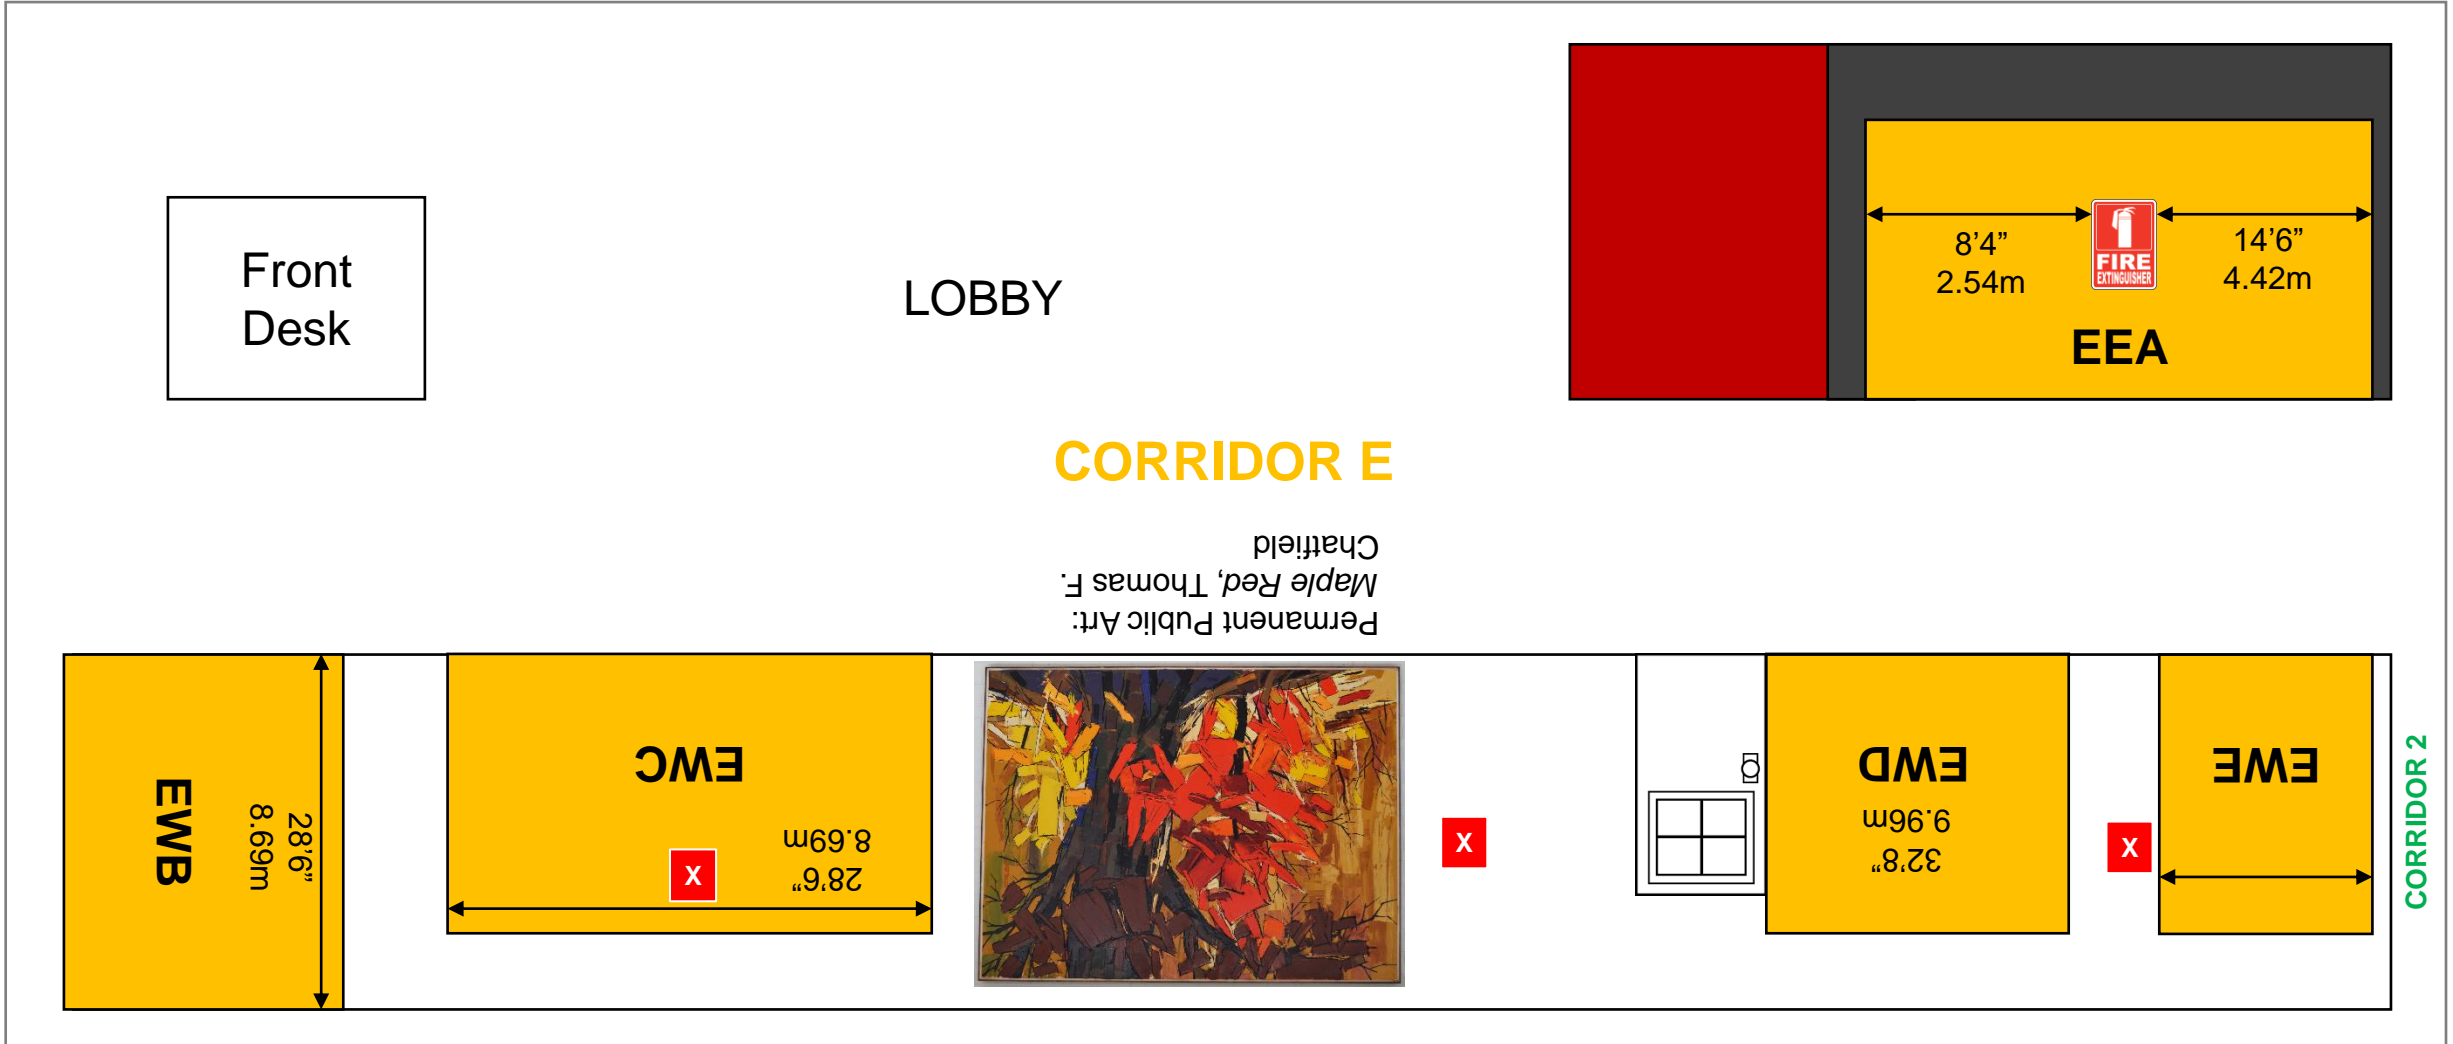 Front
Desk
LOBBY
8’4”
2.54m
FIRE
EXTINGUISHER
14’6”
4.42m
EEA
CORRIDOR E
Permanent Public Art:
Maple Red, Thomas F.
Chatfield
EWB
28’6”
8.69m
EWC
28’6”
8.69m
X
X
EWD
32’8”
9.96m
X
EWE
CORRIDOR 2